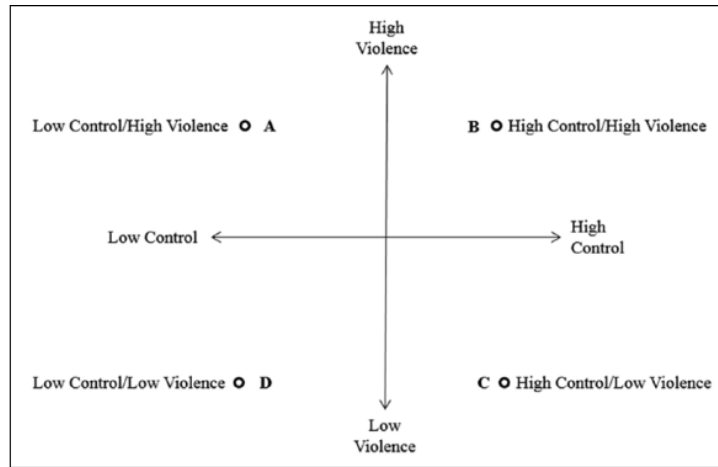 High
Violence
Low Control/High Violence A
B High Control/High Violence
Low Control
High
Control
Low Control/Low Violence D
C High Control/Low Violence
Low
Violence